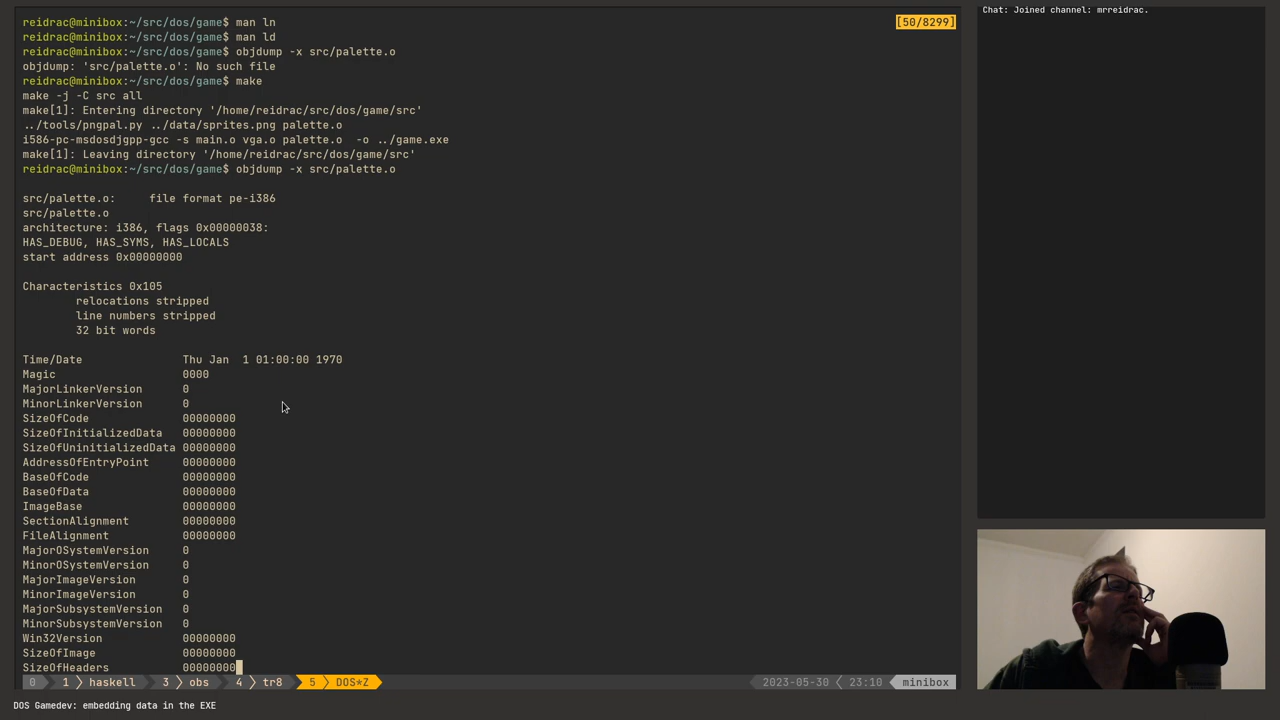 reidrac@minibox:~/src/dos/game$ man ln
[50/8299]
reidrac@minibox:~/src/dos/game$ man ld
reidrac@minibox:~/src/dos/game$ objdump -x src/palette.o
objdump: 'src/palette.o': No such file
reidrac@minibox:~/src/dos/game$ make
make -j -C src all
make[1]: Entering directory '/home/reidrac/src/dos/game/src'
../tools/pngpal.py ../data/sprites.png palette.o
i586-pc-msdosdjgpp-gcc -s main.o vga.o palette.o  -o ../game.exe
make[1]: Leaving directory '/home/reidrac/src/dos/game/src'
reidrac@minibox:~/src/dos/game$ objdump -x src/palette.o
src/palette.o:     file format pe-i386
src/palette.o
architecture: i386, flags 0x00000038:
HAS_DEBUG, HAS_SYMS, HAS_LOCALS
start address 0x00000000
Characteristics 0x105
relocations stripped
line numbers stripped
32 bit words
Time/Date               Thu Jan  1 01:00:00 1970
Magic                   0000
MajorLinkerVersion      0
MinorLinkerVersion      0
SizeOfCode              00000000
SizeOfInitializedData   00000000
SizeOfUninitializedData 00000000
AddressOfEntryPoint     00000000
BaseOfCode              00000000
BaseOfData              00000000
ImageBase               00000000
SectionAlignment        00000000
FileAlignment           00000000
MajorOSystemVersion     0
MinorOSystemVersion     0
MajorImageVersion       0
MinorImageVersion       0
MajorSubsystemVersion   0
MinorSubsystemVersion   0
Win32Version            00000000
SizeOfImage             00000000
SizeOfHeaders           00000000
0 1 haskell 3 obs 4 tr8 5 DOS*Z 2023-05-30 23:10 minibox
DOS Gamedev: embedding data in the EXE
Chat: Joined channel: mrreidrac.